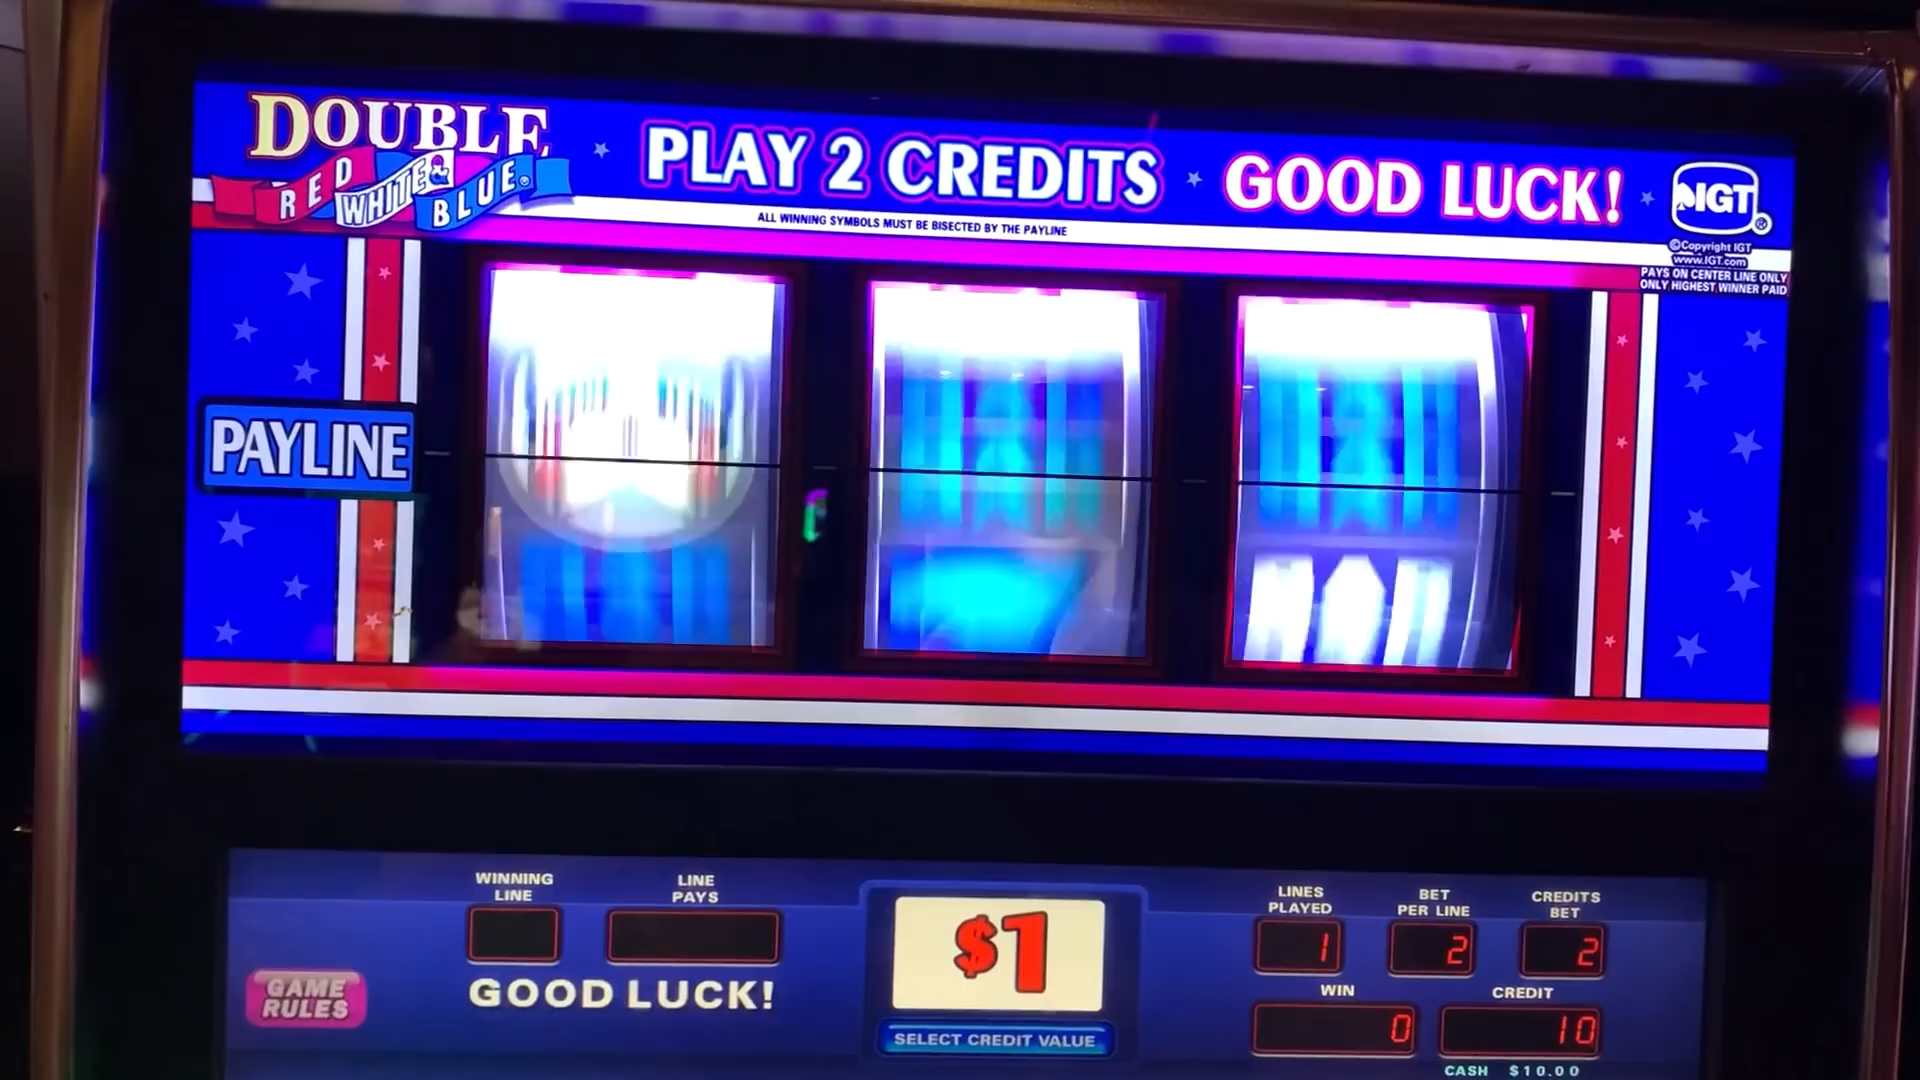 DOUBLE
RED WHITE & BLUE®
PLAY 2 CREDITS
GOOD LUCK!
IGT®
ALL WINNING SYMBOLS MUST BE BISECTED BY THE PAYLINE
©Copyright IGT
www.IGT.com
PAYS ON CENTER LINE ONLY
ONLY HIGHEST WINNER PAID
PAYLINE
WINNING
LINE
LINE
PAYS
$1
LINES
PLAYED
1
BET
PER LINE
2
CREDITS
BET
2
GAME
RULES
GOOD LUCK!
SELECT CREDIT VALUE
WIN
0
CREDIT
10
CASH $10.00